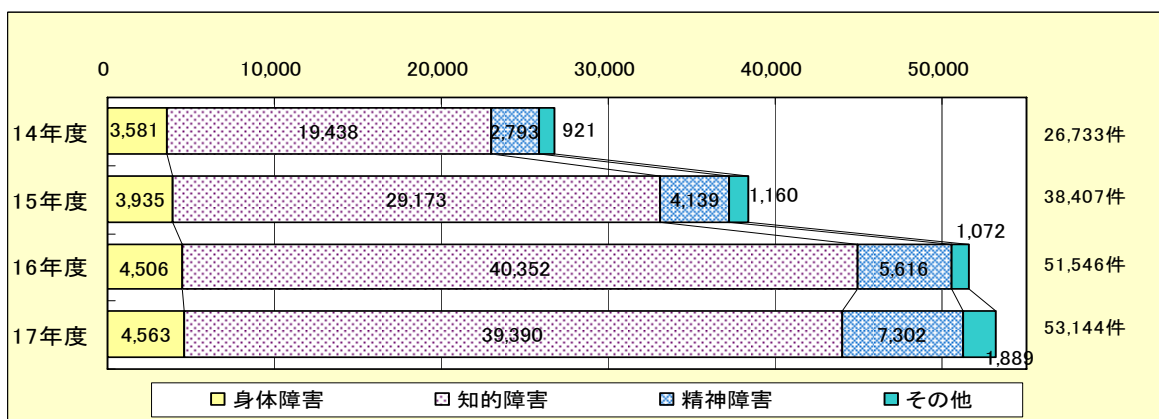 0 10,000 20,000 30,000 40,000 50,000
14年度 3,581 19,438 2,793 921 26,733件
15年度 3,935 29,173 4,139 1,160 38,407件
1,072
16年度 4,506 40,352 5,616 51,546件
17年度 4,563 39,390 7,302 53,144件
1,889
身体障害 知的障害 精神障害 その他